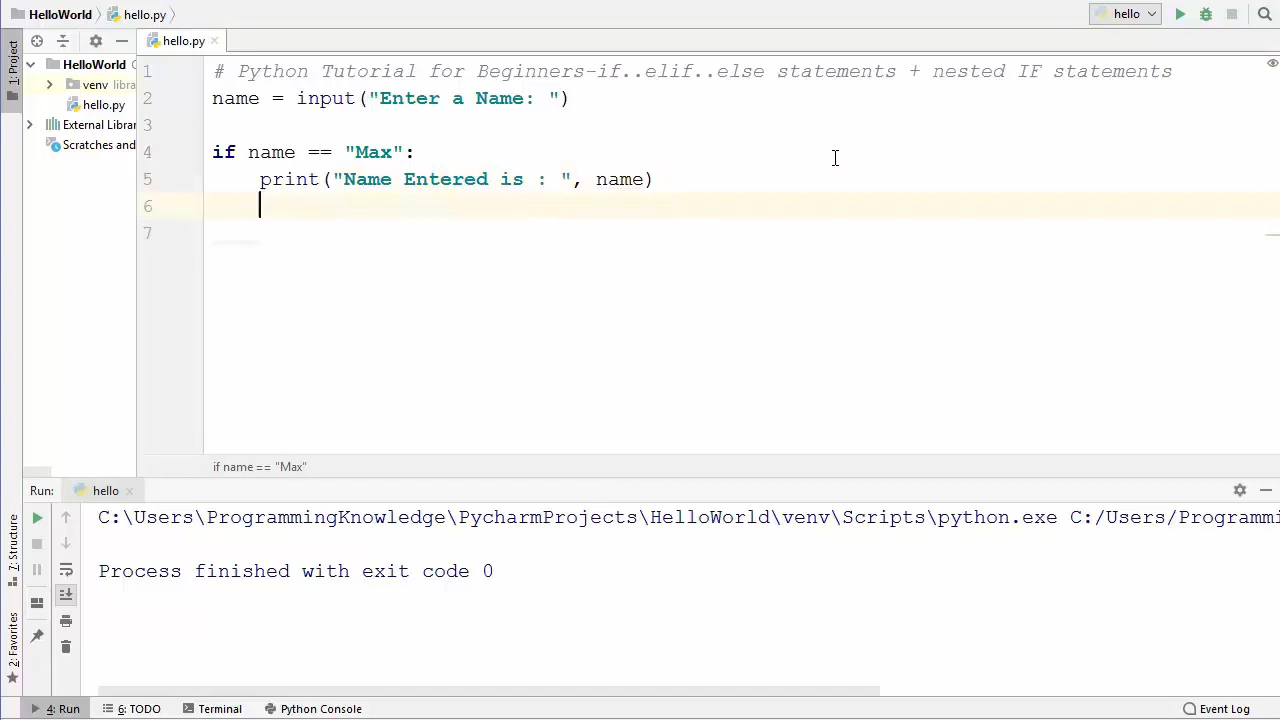 HelloWorld hello.py
hello
hello.py
1: Project
HelloWorld
venv libra
hello.py
External Librar
Scratches and
1 # Python Tutorial for Beginners-if..elif..else statements + nested IF statements
2 name = input("Enter a Name: ")
3
4 if name == "Max":
5 print("Name Entered is : ", name)
6
7
if name == "Max"
Run: hello
7: Structure
2: Favorites
C:\Users\ProgrammingKnowledge\PycharmProjects\HelloWorld\venv\Scripts\python.exe C:/Users/Programmi
Process finished with exit code 0
4: Run 6: TODO Terminal Python Console Event Log